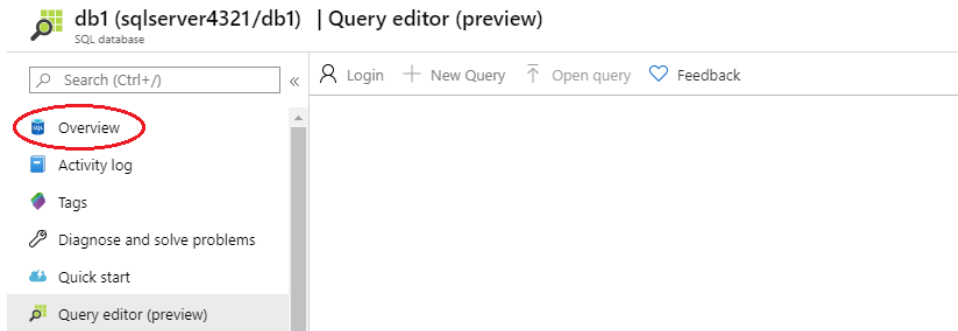 db1 (sqlserver4321/db1) | Query editor (preview)
SQL database
Search (Ctrl+/)
«
Login
New Query
Open query
Feedback
SQL
Overview
Activity log
Tags
Diagnose and solve problems
Quick start
Query editor (preview)